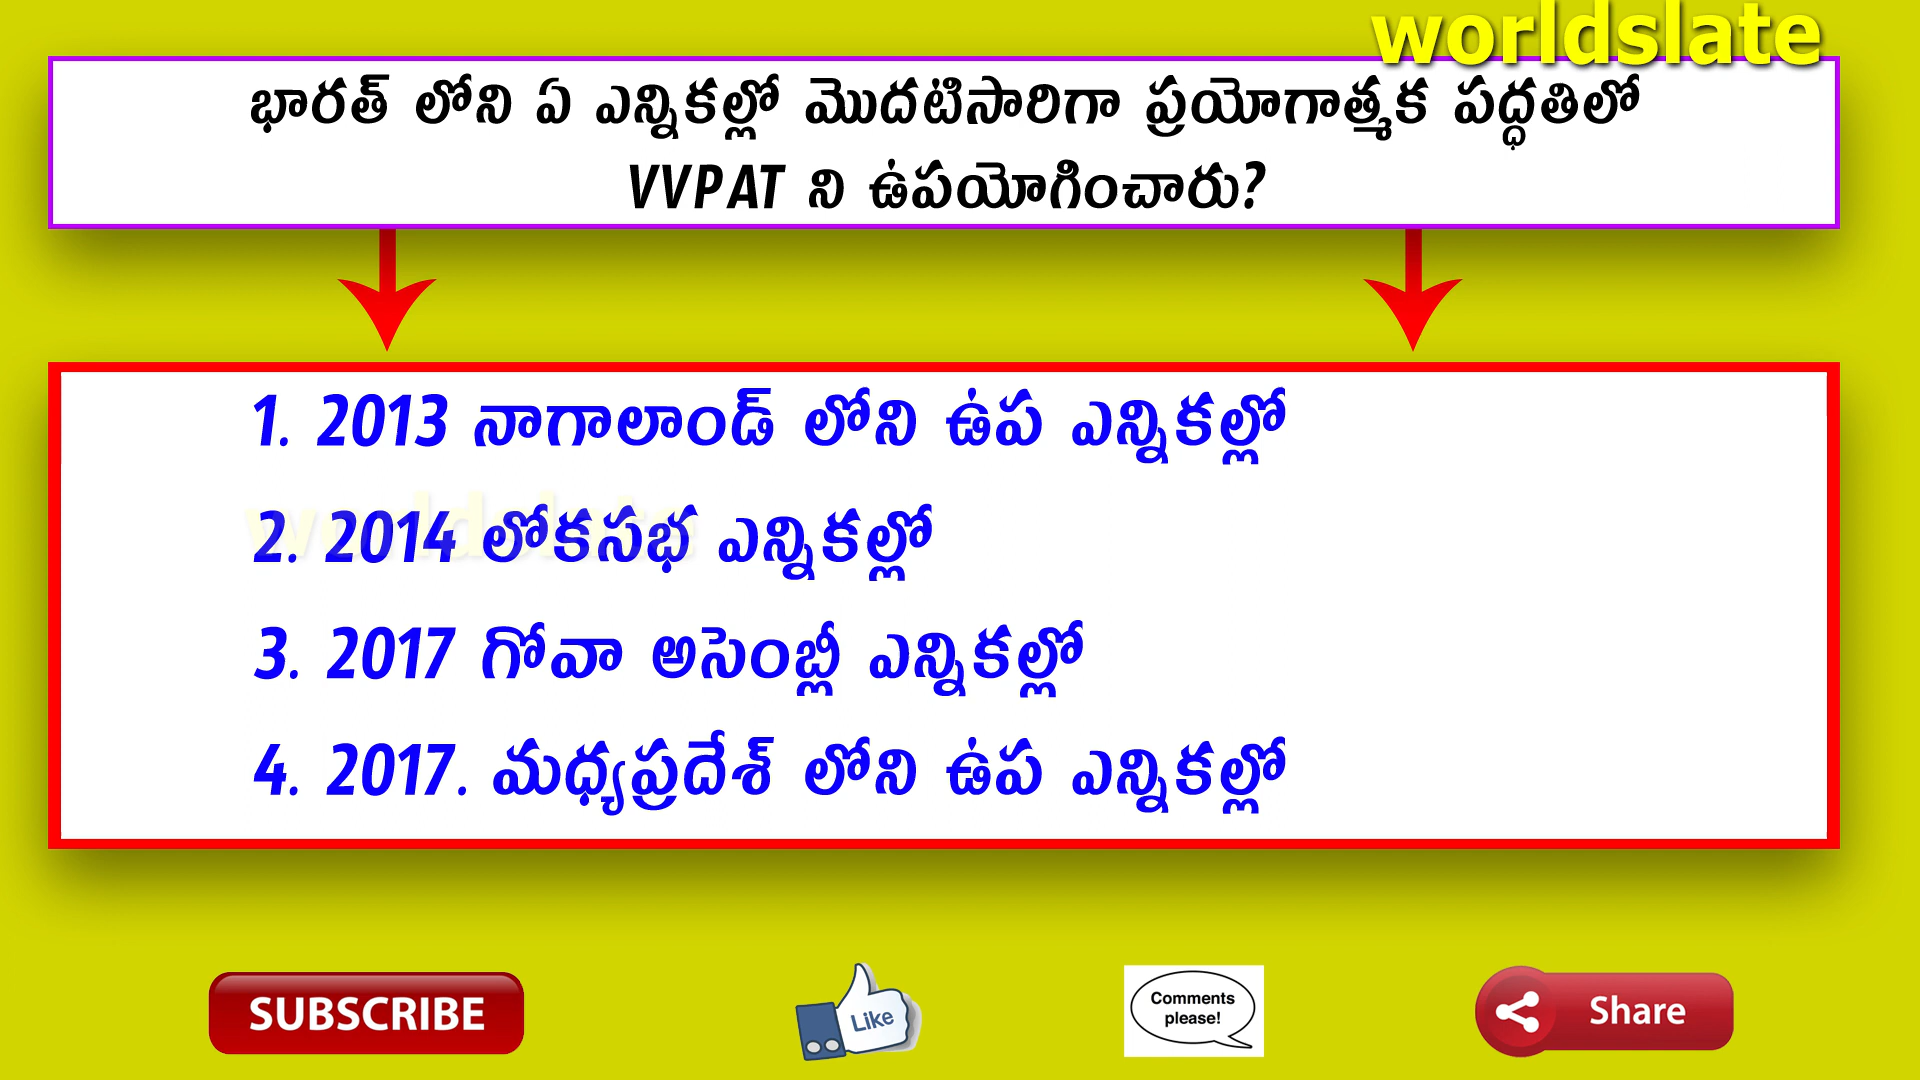 worldslate
భారత్ లోని ఏ ఎన్నికల్లో మొదటిసారిగా ప్రయోగాత్మక పద్ధతిలో
VVPAT ని ఉపయోగించారు?
1. 2013 నాగాలాండ్ లోని ఉప ఎన్నికల్లో
worldslate
2. 2014 లోకసభ ఎన్నికల్లో
3. 2017 గోవా అసెంబ్లీ ఎన్నికల్లో
4. 2017. మధ్యప్రదేశ్ లోని ఉప ఎన్నికల్లో
SUBSCRIBE
Like
Comments
please!
Share